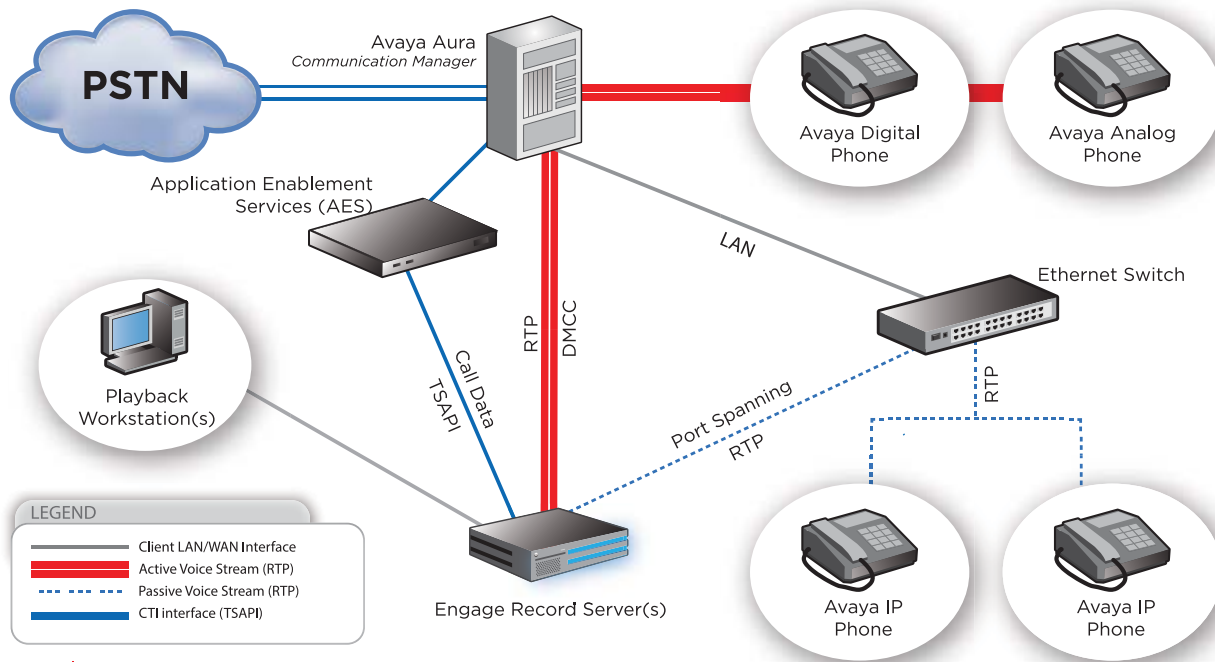 PSTN
Avaya Aura
Communication Manager
Avaya Digital
Phone
Avaya Analog
Phone
Application Enablement
Services (AES)
LAN
Ethernet Switch
RTP
DMCC
Call Data
TSAPI
Playback
Workstation(s)
Port Spanning
RTP
RTP
LEGEND
Client LAN/WAN Interface
Active Voice Stream (RTP)
Passive Voice Stream (RTP)
CTI interface (TSAPI)
Engage Record Server(s)
Avaya IP
Phone
Avaya IP
Phone